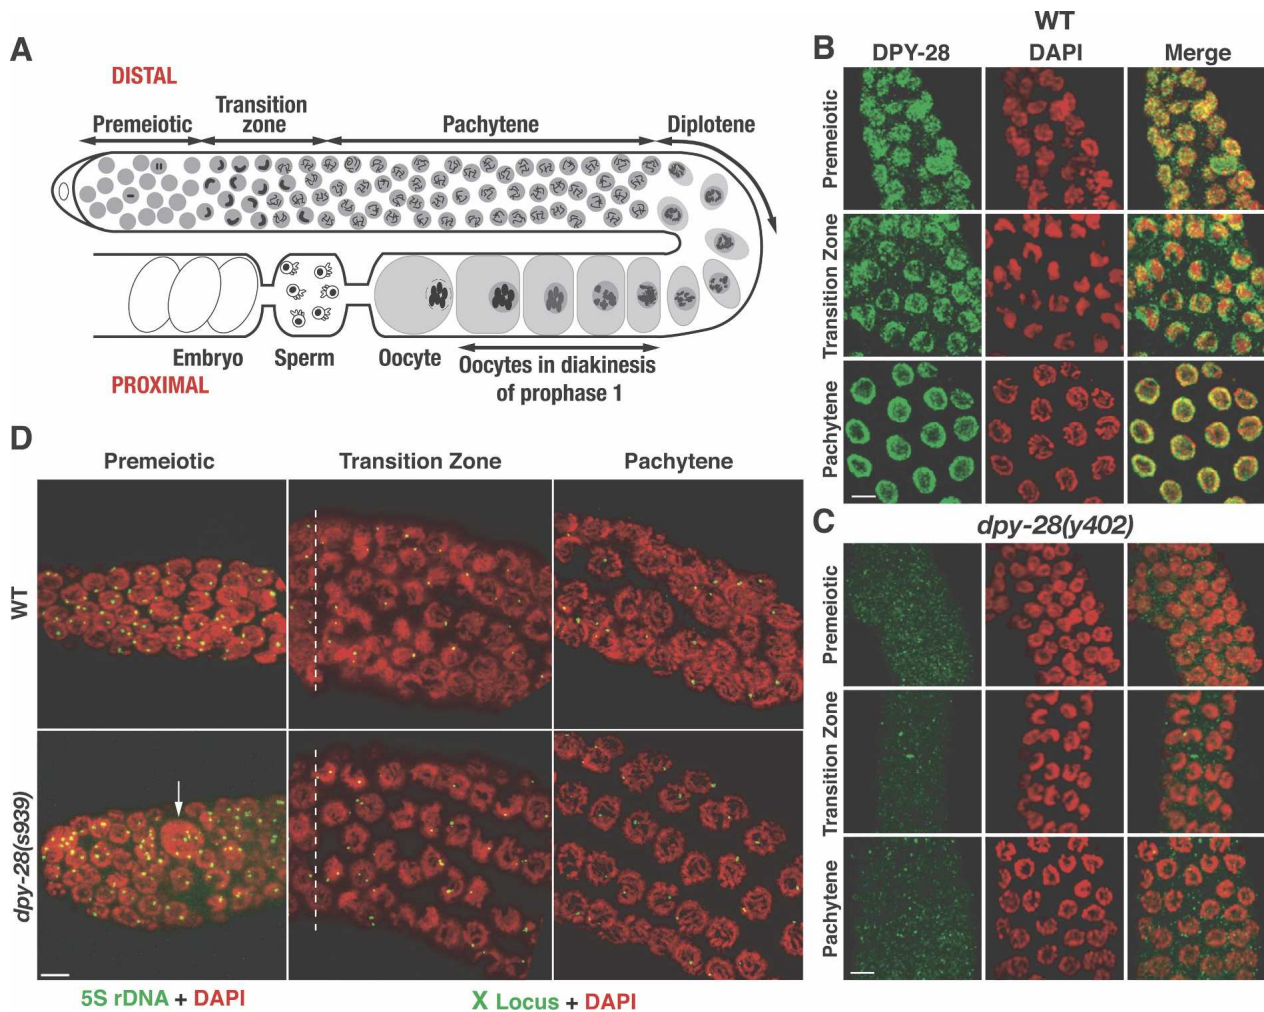 A
DISTAL
Premeiotic
Transition
zone
Pachytene
Diplotene
Embryo
Sperm
Oocyte
Oocytes in diakinesis
of prophase 1
PROXIMAL
WT
B
DPY-28
DAPI
Merge
Premeiotic
Transition Zone
Pachytene
C
dpy-28(y402)
Premeiotic
Transition Zone
Pachytene
D
Premeiotic
Transition Zone
Pachytene
WT
dpy-28(s939)
5S rDNA + DAPI
X Locus + DAPI